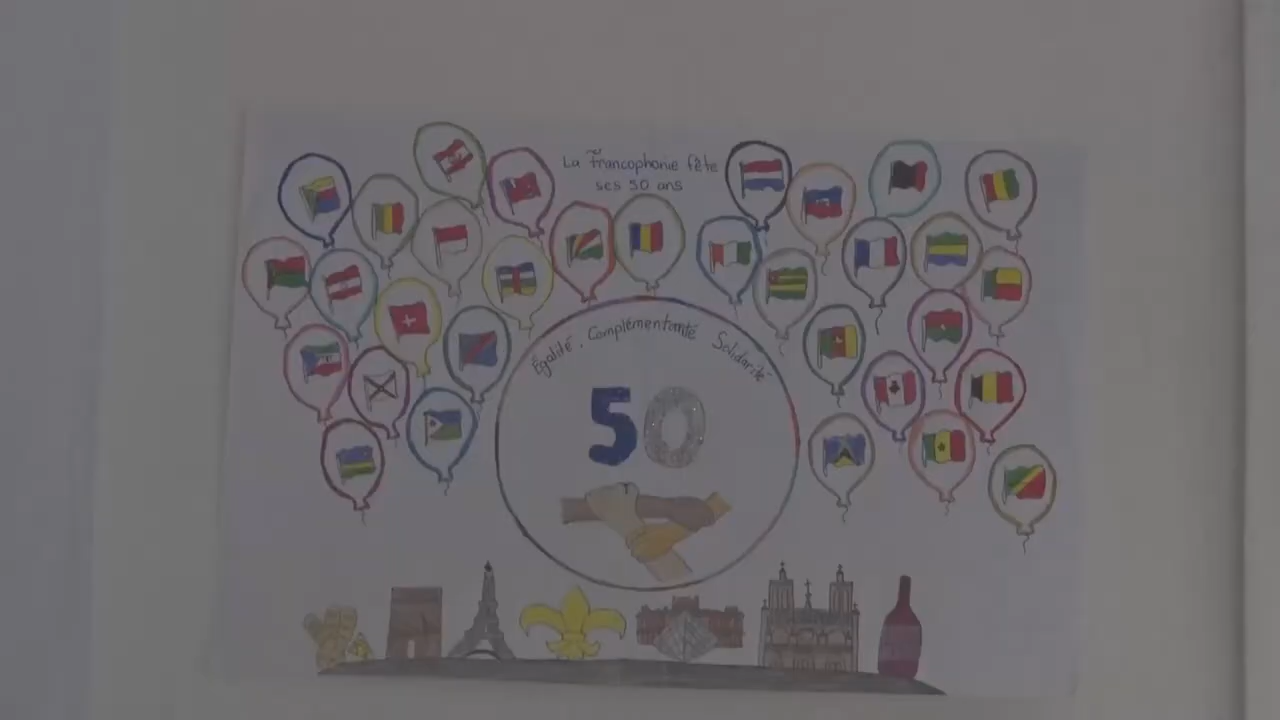 La francophonie fête
ses 50 ans
Égalité, Complémentarité Solidarité
50